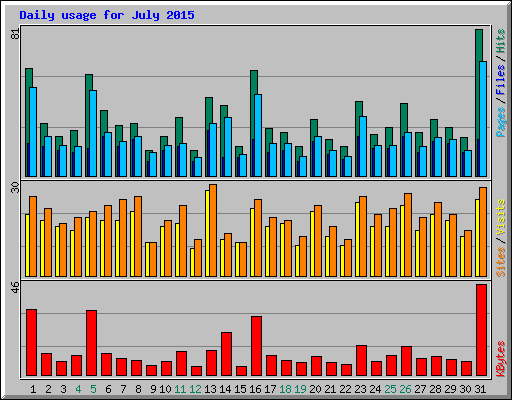 Daily usage for July 2015
81
Pages / Files / Hits
30
Sites / Visits
46
KBytes
1 2 3 4 5 6 7 8 9 10 11 12 13 14 15 16 17 18 19 20 21 22 23 24 25 26 27 28 29 30 31